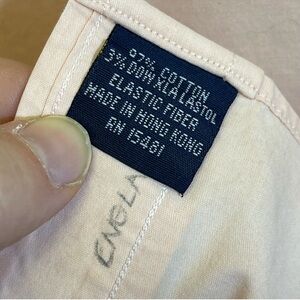 97% COTTON
3% DOW XLA LASTOL
ELASTIC FIBER
MADE IN HONG KONG
RN 15481